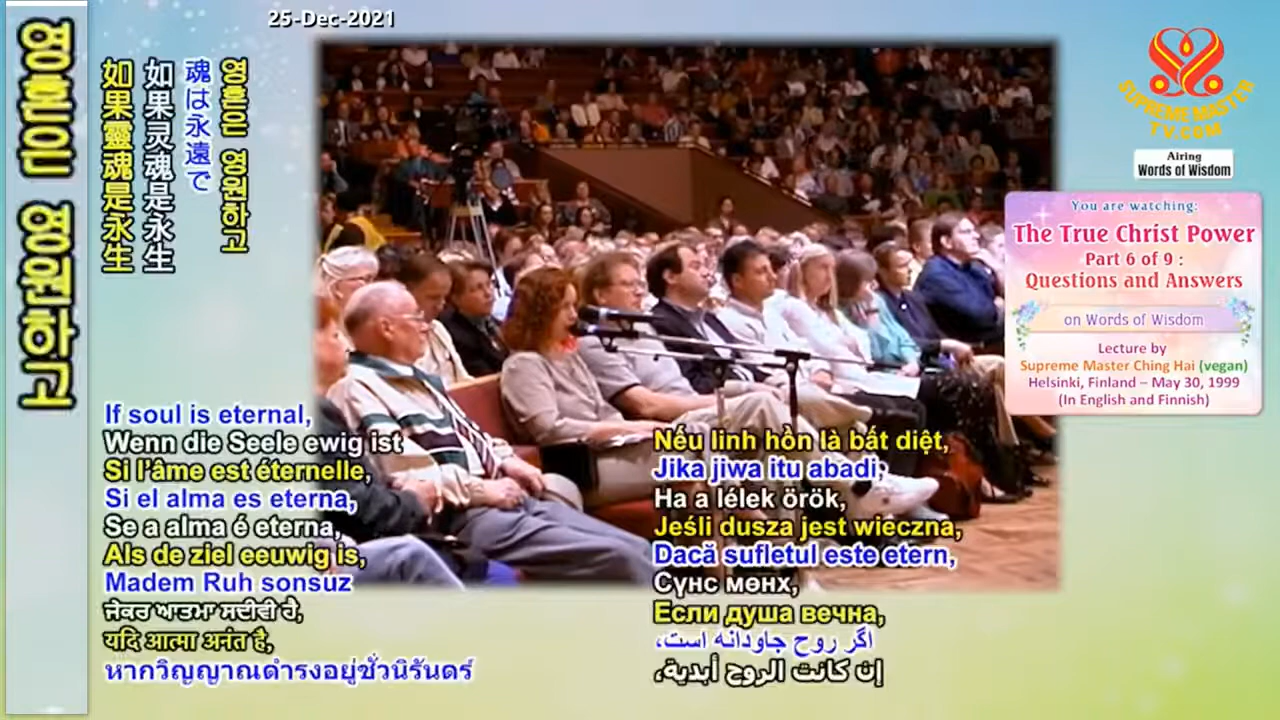 25-Dec-2021
영혼은 영원하고
如果靈魂是永生
如果灵魂是永生
魂は永遠で
영혼은 영원하고
SUPREME MASTER
TV.COM
Airing
Words of Wisdom
You are watching:
The True Christ Power
Part 6 of 9 :
Questions and Answers
on Words of Wisdom
Lecture by
Supreme Master Ching Hai (vegan)
Helsinki, Finland – May 30, 1999
(In English and Finnish)
If soul is eternal,
Wenn die Seele ewig ist
Si l’âme est éternelle,
Si el alma es eterna,
Se a alma é eterna,
Als de ziel eeuwig is,
Madem Ruh sonsuz
ਜੇਕਰ ਆਤਮਾ ਸਦੀਵੀ ਹੈ,
यदि आत्मा अनंत है,
หากวิญญาณดำรงอยู่ชั่วนิรันดร์
Nếu linh hồn là bất diệt,
Jika jiwa itu abadi;
Ha a lélek örök,
Jeśli dusza jest wieczna,
Dacă sufletul este etern,
Сүнс мөнх,
Если душа вечна,
اگر روح جاودانه است،
إن كانت الروح أبدية،